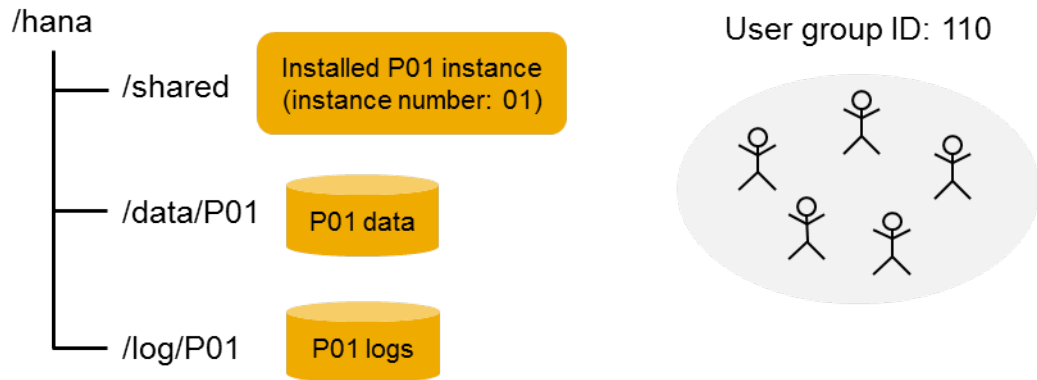 /hana
User group ID: 110
/shared
Installed P01 instance
(instance number: 01)
/data/P01
P01 data
/log/P01
P01 logs